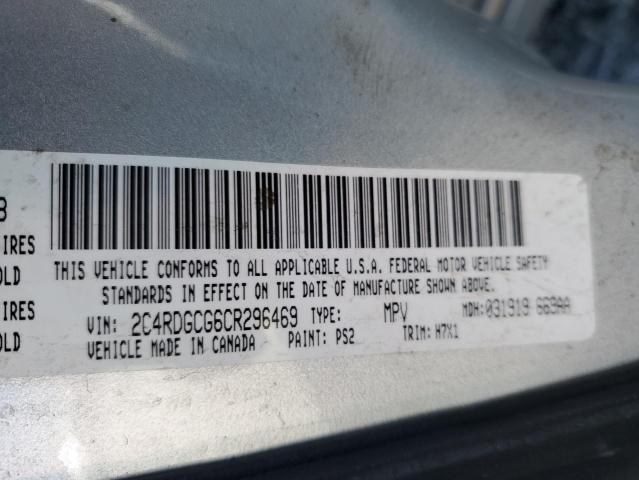 8
IRES
OLD
IRES
OLD
THIS VEHICLE CONFORMS TO ALL APPLICABLE U.S.A. FEDERAL MOTOR VEHICLE SAFETY
STANDARDS IN EFFECT ON THE DATE OF MANUFACTURE SHOWN ABOVE.
VIN: 2C4RDGCG6CR296469 TYPE: MPV MDH: 031919 669AA
VEHICLE MADE IN CANADA PAINT: PS2 TRIM: H7X1